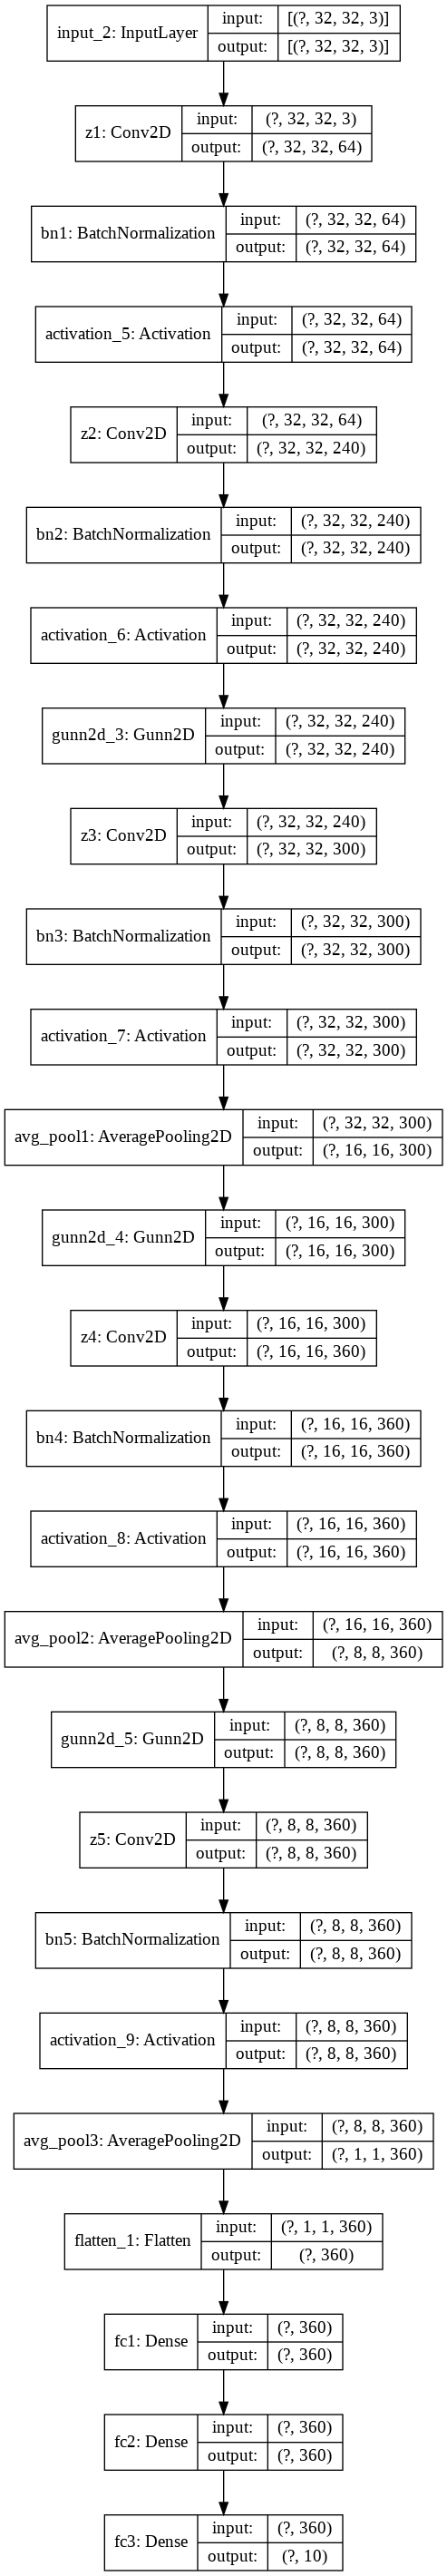 input_2: InputLayer
input: [(?, 32, 32, 3)]
output: [(?, 32, 32, 3)]
z1: Conv2D
input: (?, 32, 32, 3)
output: (?, 32, 32, 64)
bn1: BatchNormalization
input: (?, 32, 32, 64)
output: (?, 32, 32, 64)
activation_5: Activation
input: (?, 32, 32, 64)
output: (?, 32, 32, 64)
z2: Conv2D
input: (?, 32, 32, 64)
output: (?, 32, 32, 240)
bn2: BatchNormalization
input: (?, 32, 32, 240)
output: (?, 32, 32, 240)
activation_6: Activation
input: (?, 32, 32, 240)
output: (?, 32, 32, 240)
gunn2d_3: Gunn2D
input: (?, 32, 32, 240)
output: (?, 32, 32, 240)
z3: Conv2D
input: (?, 32, 32, 240)
output: (?, 32, 32, 300)
bn3: BatchNormalization
input: (?, 32, 32, 300)
output: (?, 32, 32, 300)
activation_7: Activation
input: (?, 32, 32, 300)
output: (?, 32, 32, 300)
avg_pool1: AveragePooling2D
input: (?, 32, 32, 300)
output: (?, 16, 16, 300)
gunn2d_4: Gunn2D
input: (?, 16, 16, 300)
output: (?, 16, 16, 300)
z4: Conv2D
input: (?, 16, 16, 300)
output: (?, 16, 16, 360)
bn4: BatchNormalization
input: (?, 16, 16, 360)
output: (?, 16, 16, 360)
activation_8: Activation
input: (?, 16, 16, 360)
output: (?, 16, 16, 360)
avg_pool2: AveragePooling2D
input: (?, 16, 16, 360)
output: (?, 8, 8, 360)
gunn2d_5: Gunn2D
input: (?, 8, 8, 360)
output: (?, 8, 8, 360)
z5: Conv2D
input: (?, 8, 8, 360)
output: (?, 8, 8, 360)
bn5: BatchNormalization
input: (?, 8, 8, 360)
output: (?, 8, 8, 360)
activation_9: Activation
input: (?, 8, 8, 360)
output: (?, 8, 8, 360)
avg_pool3: AveragePooling2D
input: (?, 8, 8, 360)
output: (?, 1, 1, 360)
flatten_1: Flatten
input: (?, 1, 1, 360)
output: (?, 360)
fc1: Dense
input: (?, 360)
output: (?, 360)
fc2: Dense
input: (?, 360)
output: (?, 360)
fc3: Dense
input: (?, 360)
output: (?, 10)